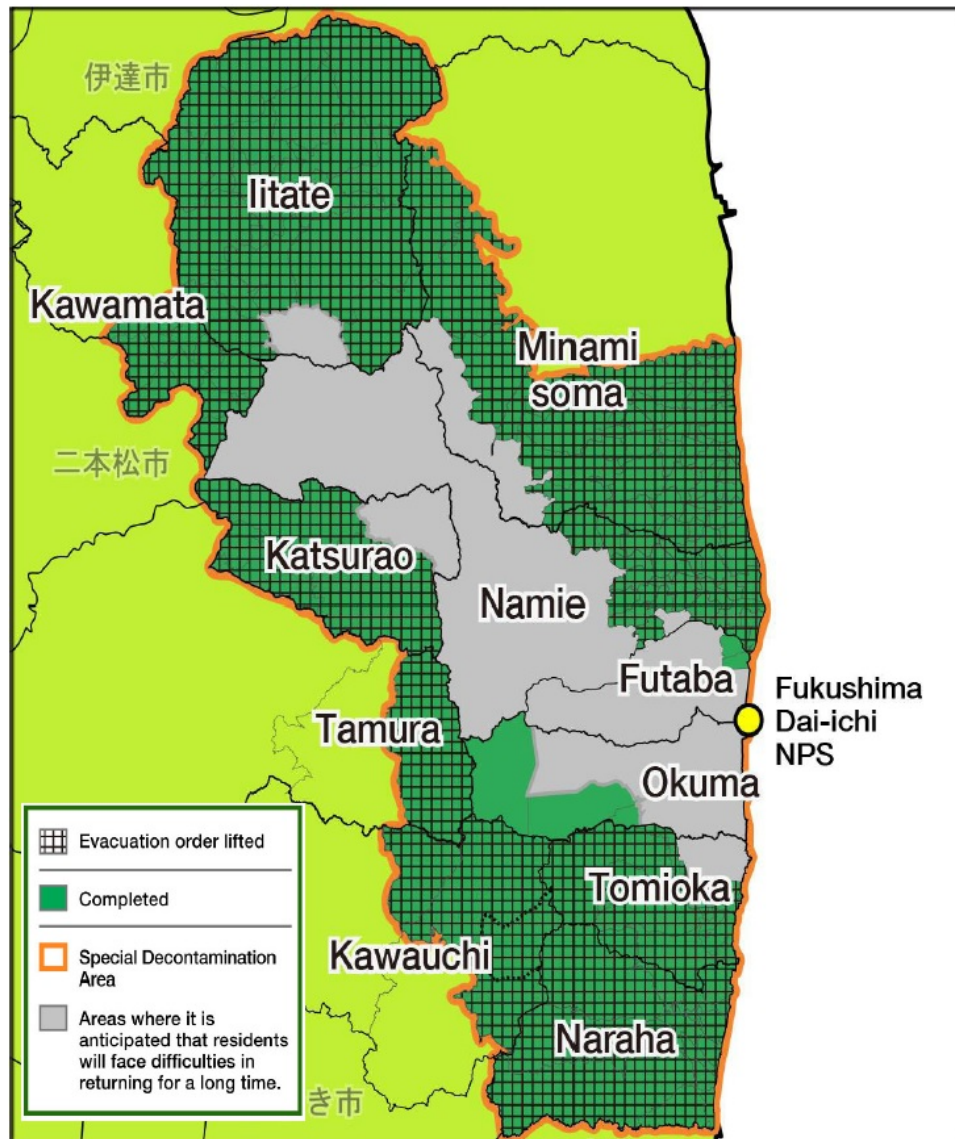 伊達市
Iitate
Kawamata
Minami
soma
二本松市
Katsurao
Namie
Futaba
Fukushima
Dai-ichi
NPS
Tamura
Okuma
Tomioka
Kawauchi
Naraha
Evacuation order lifted
Completed
Special Decontamination
Area
Areas where it is
anticipated that residents
will face difficulties in
returning for a long time.
き市